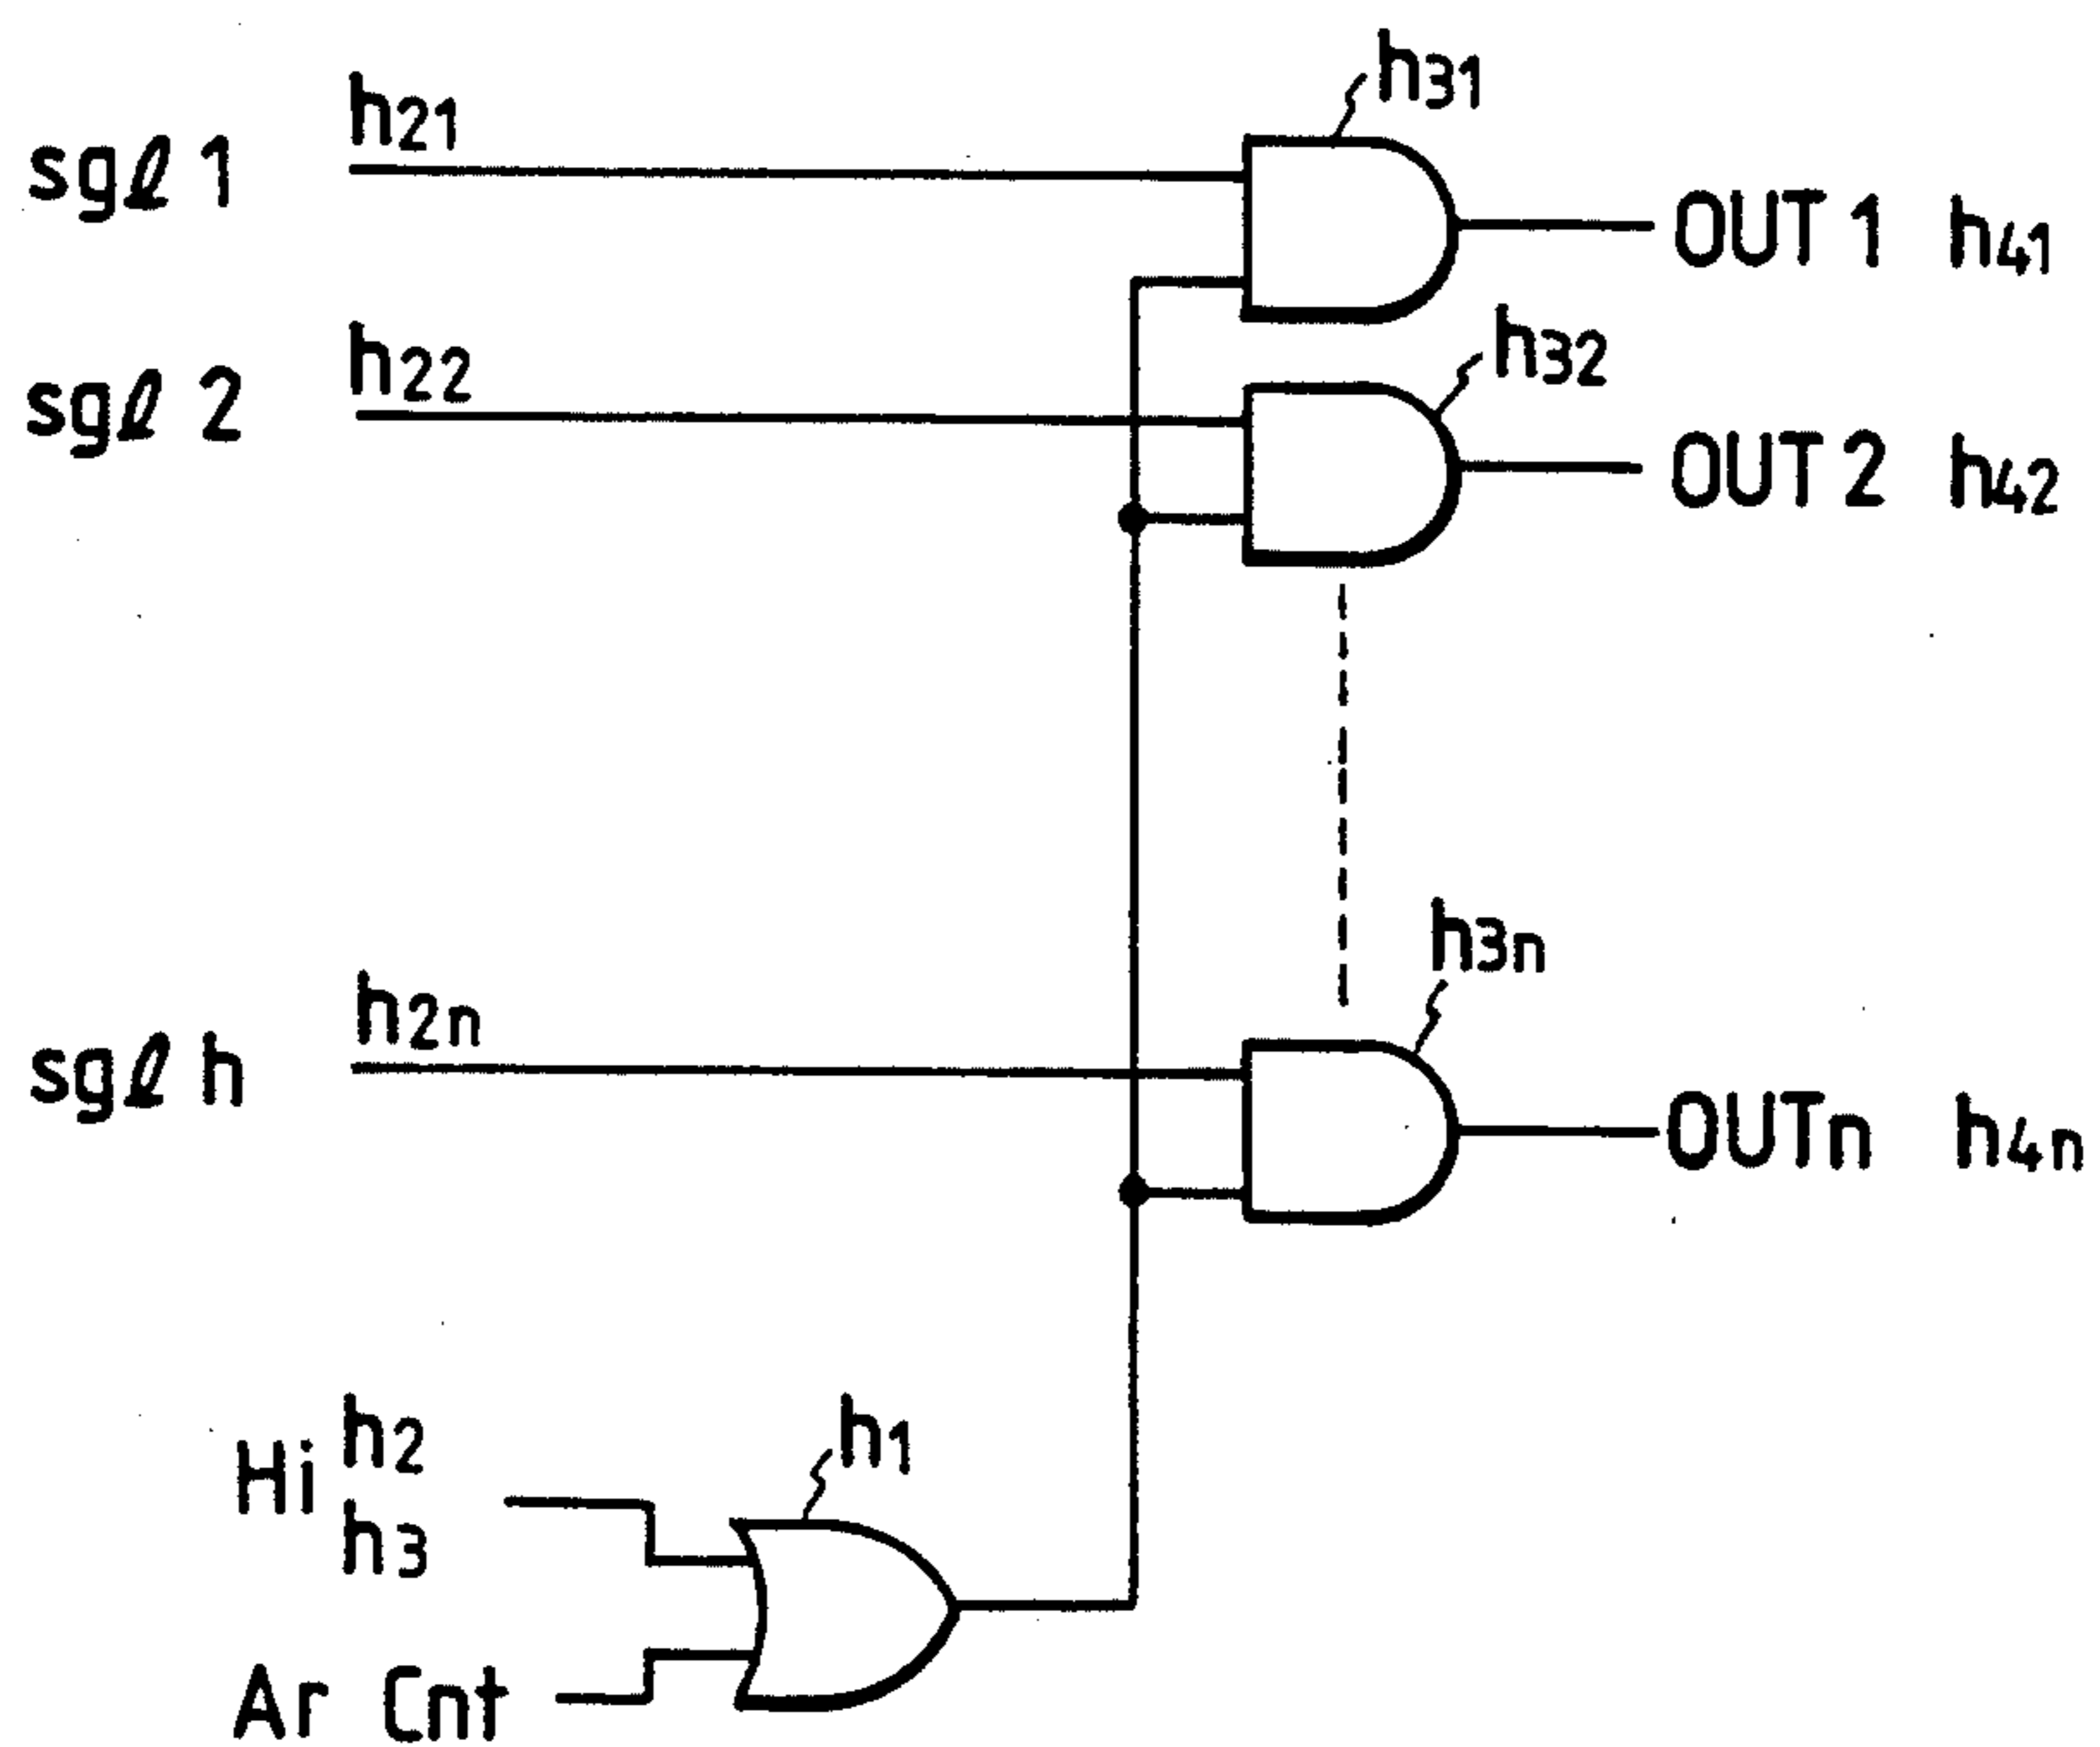 h31
h21
sgℓ 1
OUT 1 h41
h32
h22
sgℓ 2
OUT 2 h42
h3n
h2n
sgℓ h
OUTn h4n
h2
h1
Hi
h3
Ar Cnt